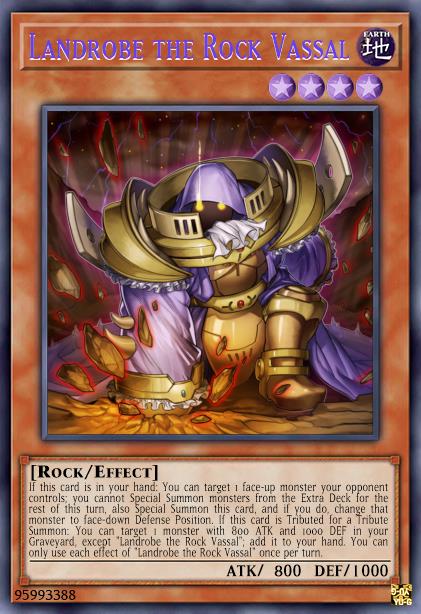 Landrobe the Rock Vassal
EARTH
地
[Rock/Effect]
If this card is in your hand: You can target 1 face-up monster your opponent
controls; you cannot Special Summon monsters from the Extra Deck for the
rest of this turn, also Special Summon this card, and if you do, change that
monster to face-down Defense Position. If this card is Tributed for a Tribute
Summon: You can target 1 monster with 800 ATK and 1000 DEF in your
Graveyard, except "Landrobe the Rock Vassal"; add it to your hand. You can
only use each effect of "Landrobe the Rock Vassal" once per turn.
ATK/ 800 DEF/1000
95993388